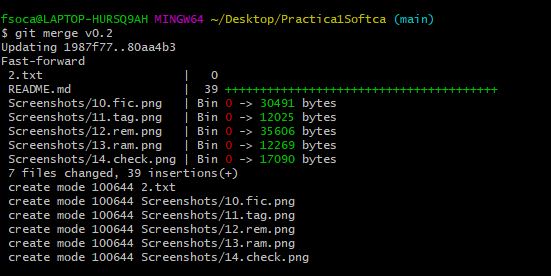 fsoca@LAPTOP-HURSQ9AH MINGW64 ~/Desktop/Practica1Softca (main)
$ git merge v0.2
Updating 1987f77..80aa4b3
Fast-forward
 2.txt                    |   0
 README.md                |  39 +++++++++++++++++++++++++++++++++++++++
 Screenshots/10.fic.png   | Bin 0 -> 30491 bytes
 Screenshots/11.tag.png   | Bin 0 -> 12025 bytes
 Screenshots/12.rem.png   | Bin 0 -> 35606 bytes
 Screenshots/13.ram.png   | Bin 0 -> 12269 bytes
 Screenshots/14.check.png | Bin 0 -> 17090 bytes
 7 files changed, 39 insertions(+)
 create mode 100644 2.txt
 create mode 100644 Screenshots/10.fic.png
 create mode 100644 Screenshots/11.tag.png
 create mode 100644 Screenshots/12.rem.png
 create mode 100644 Screenshots/13.ram.png
 create mode 100644 Screenshots/14.check.png